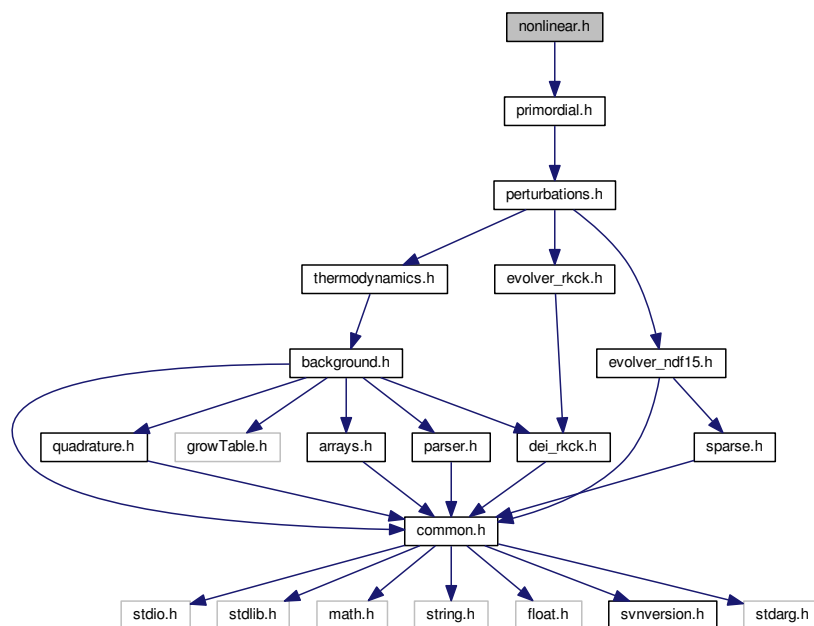 nonlinear.h
primordial.h
perturbations.h
thermodynamics.h
evolver_rkck.h
background.h
evolver_ndf15.h
quadrature.h
growTable.h
arrays.h
parser.h
dei_rkck.h
sparse.h
common.h
stdio.h
stdlib.h
math.h
string.h
float.h
svnversion.h
stdarg.h